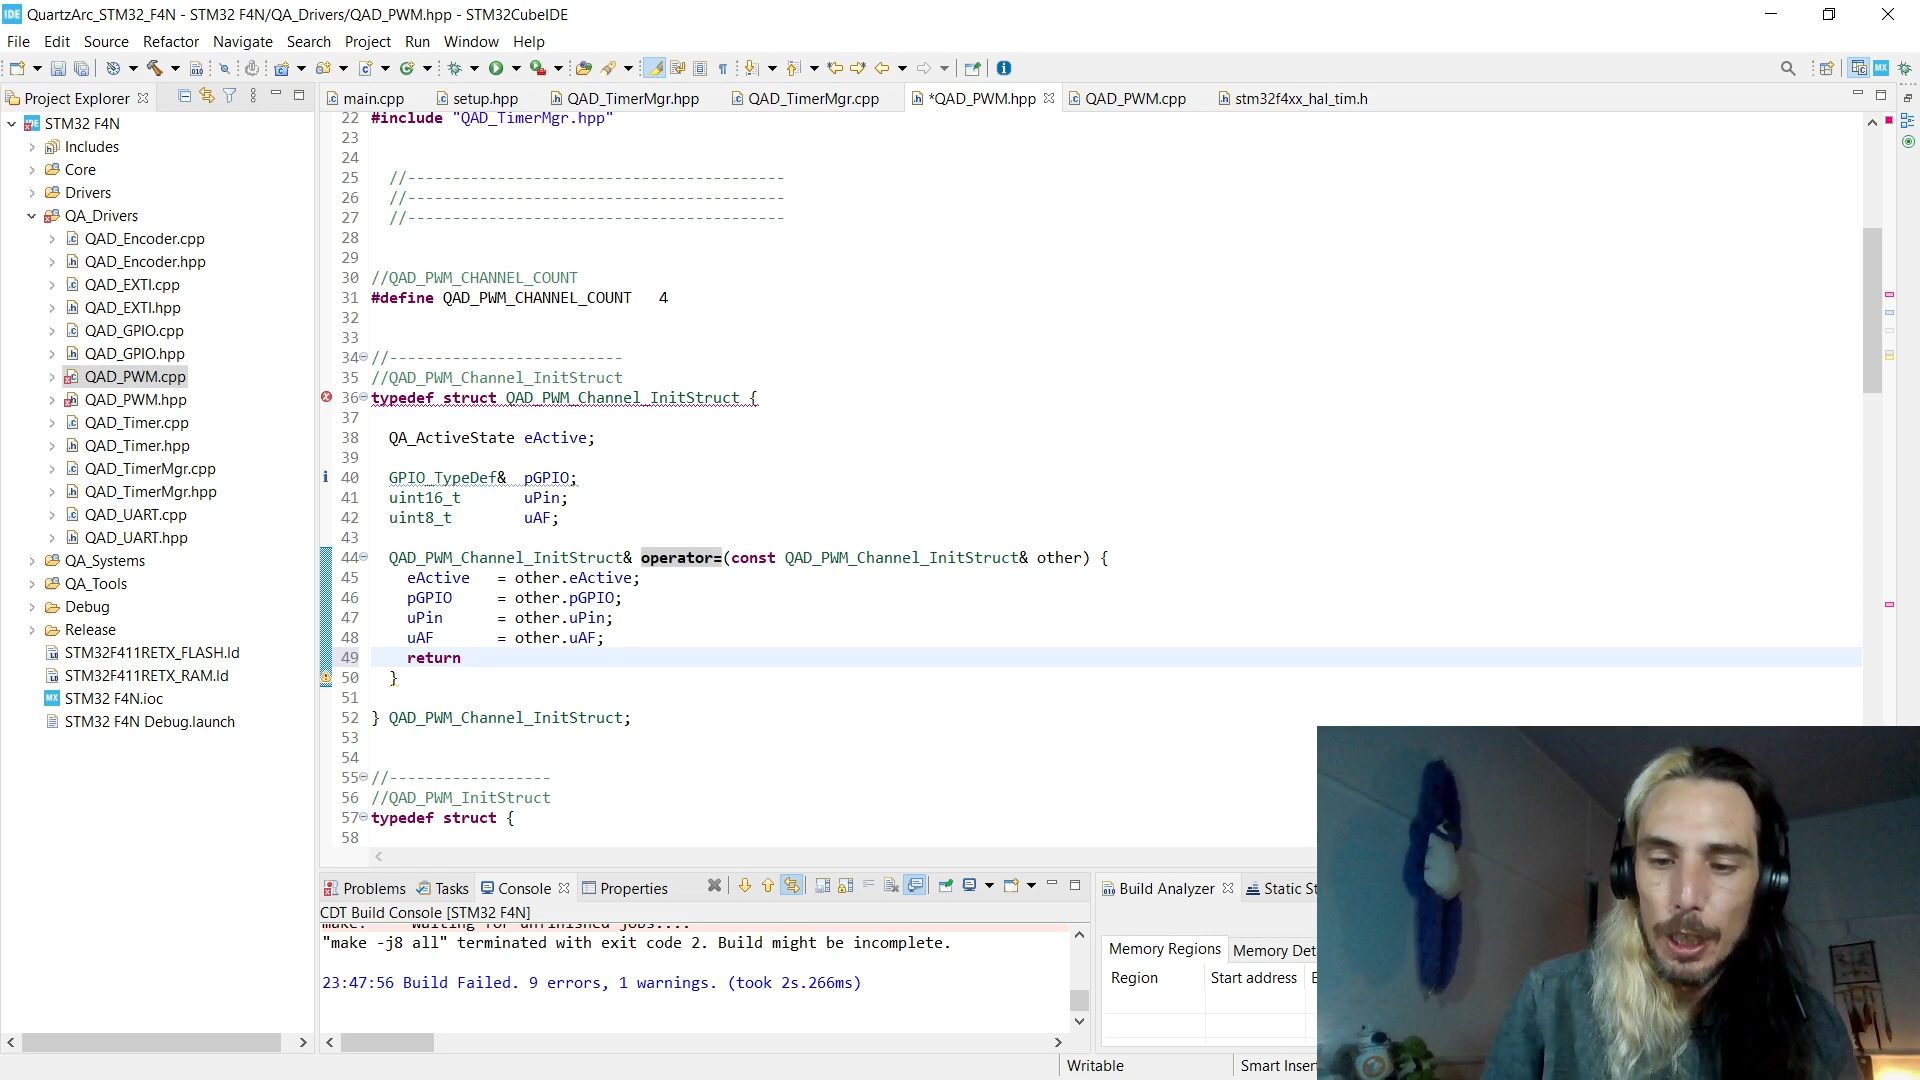 IDE QuartzArc_STM32_F4N - STM32 F4N/QA_Drivers/QAD_PWM.hpp - STM32CubeIDE
File Edit Source Refactor Navigate Search Project Run Window Help
Project Explorer
main.cpp setup.hpp QAD_TimerMgr.hpp QAD_TimerMgr.cpp *QAD_PWM.hpp QAD_PWM.cpp stm32f4xx_hal_tim.h
STM32 F4N
Includes
Core
Drivers
QA_Drivers
QAD_Encoder.cpp
QAD_Encoder.hpp
QAD_EXTI.cpp
QAD_EXTI.hpp
QAD_GPIO.cpp
QAD_GPIO.hpp
QAD_PWM.cpp
QAD_PWM.hpp
QAD_Timer.cpp
QAD_Timer.hpp
QAD_TimerMgr.cpp
QAD_TimerMgr.hpp
QAD_UART.cpp
QAD_UART.hpp
QA_Systems
QA_Tools
Debug
Release
STM32F411RETX_FLASH.ld
STM32F411RETX_RAM.ld
MX STM32 F4N.ioc
STM32 F4N Debug.launch
22 #include "QAD_TimerMgr.hpp"
23
24
25 //------------------------------------------
26 //------------------------------------------
27 //------------------------------------------
28
29
30 //QAD_PWM_CHANNEL_COUNT
31 #define QAD_PWM_CHANNEL_COUNT   4
32
33
34 //--------------------------
35 //QAD_PWM_Channel_InitStruct
36 typedef struct QAD_PWM_Channel_InitStruct {
37
38 QA_ActiveState eActive;
39
40 GPIO_TypeDef&  pGPIO;
41 uint16_t       uPin;
42 uint8_t        uAF;
43
44 QAD_PWM_Channel_InitStruct& operator=(const QAD_PWM_Channel_InitStruct& other) {
45 eActive   = other.eActive;
46 pGPIO     = other.pGPIO;
47 uPin      = other.uPin;
48 uAF       = other.uAF;
49 return
50 }
51
52 } QAD_PWM_Channel_InitStruct;
53
54
55 //------------------
56 //QAD_PWM_InitStruct
57 typedef struct {
58
Problems Tasks Console Properties
CDT Build Console [STM32 F4N]
"make -j8 all" terminated with exit code 2. Build might be incomplete.
23:47:56 Build Failed. 9 errors, 1 warnings. (took 2s.266ms)
Build Analyzer Static St
Memory Regions Memory Det
Region Start address
Writable Smart Inser